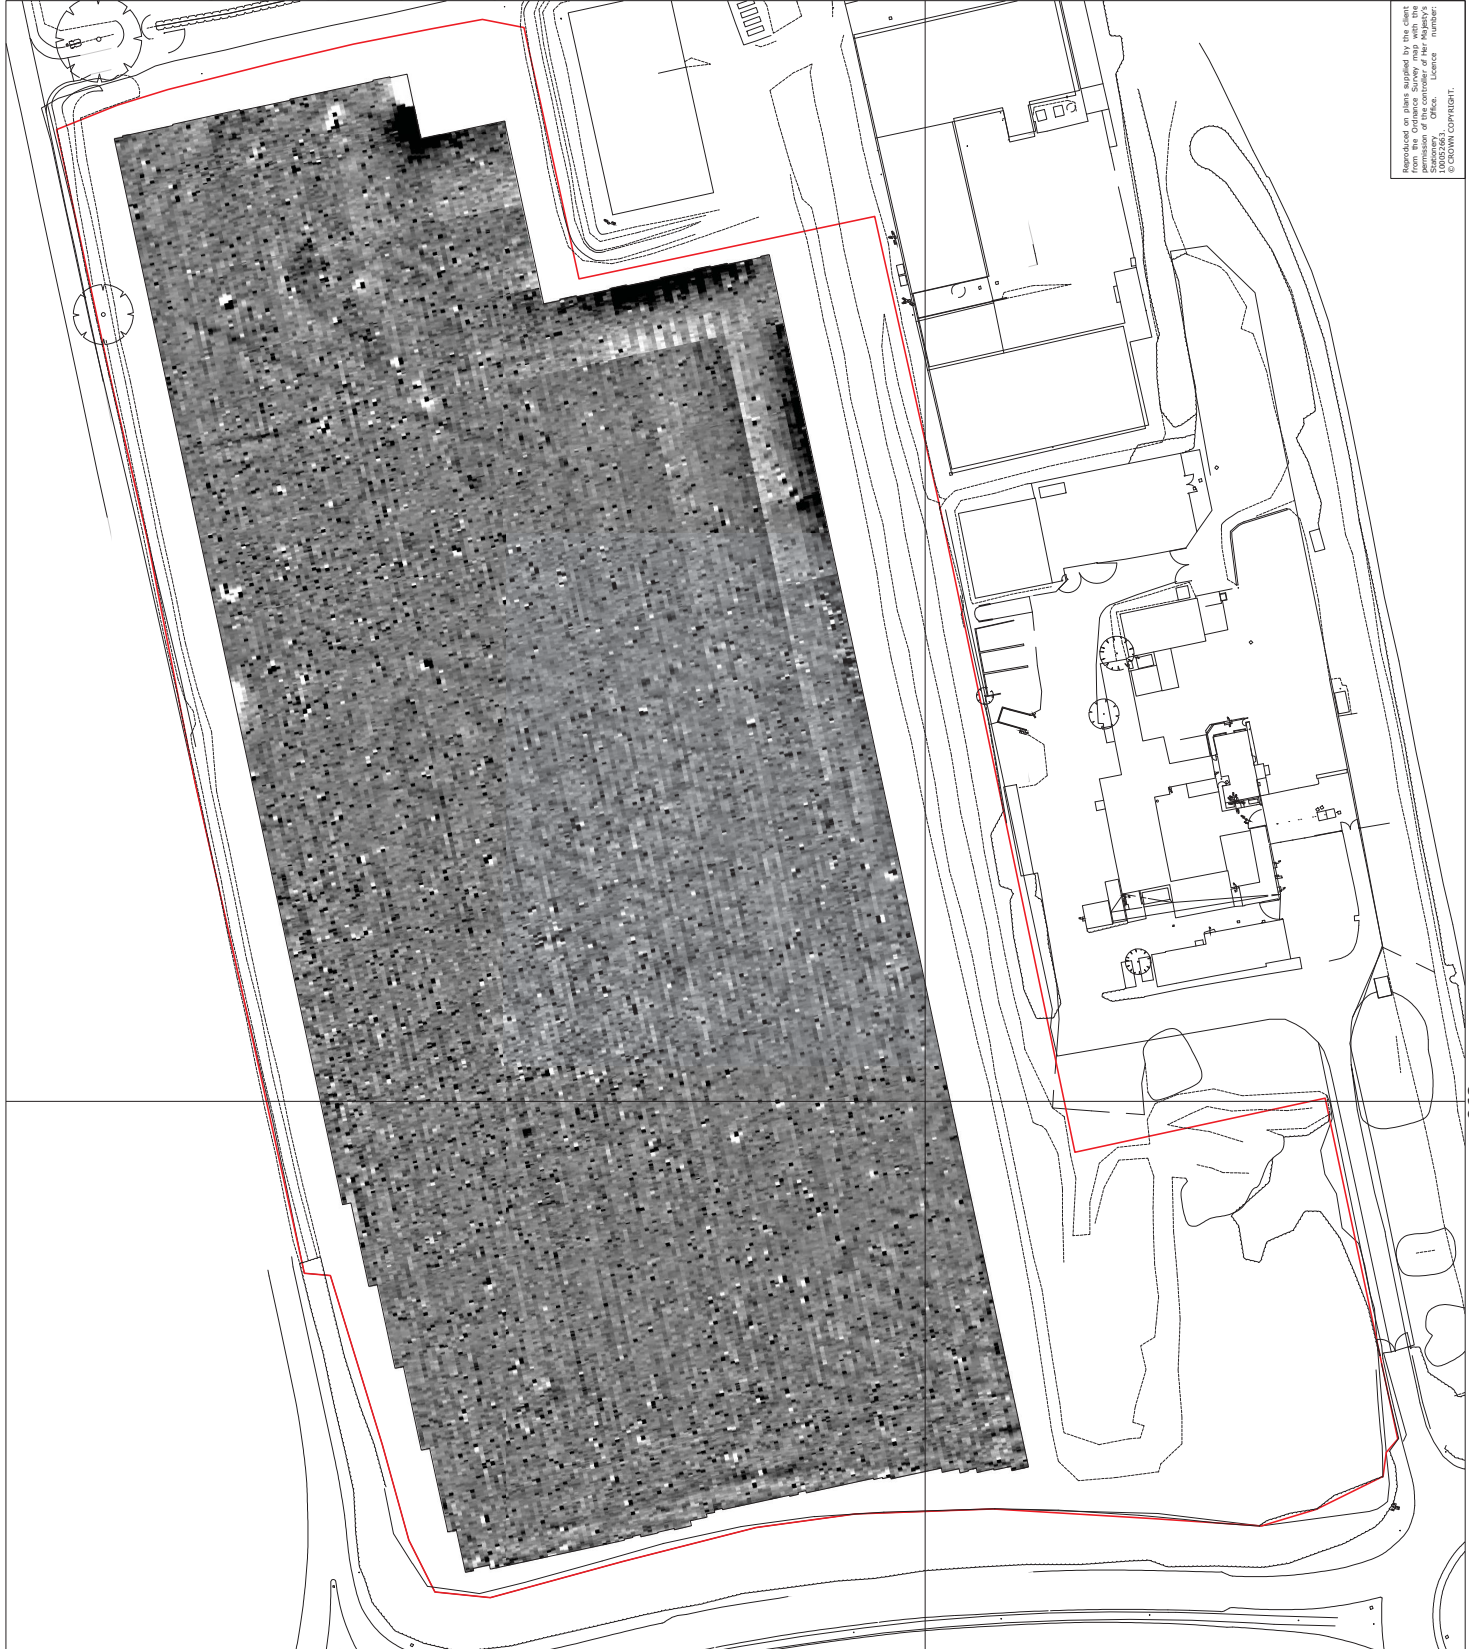 Reproduced on plans supplied by the client
from the Ordnance Survey map with the
permission of the controller of Her Majesty's
Stationery Office. Licence number:
100052663.
© CROWN COPYRIGHT.